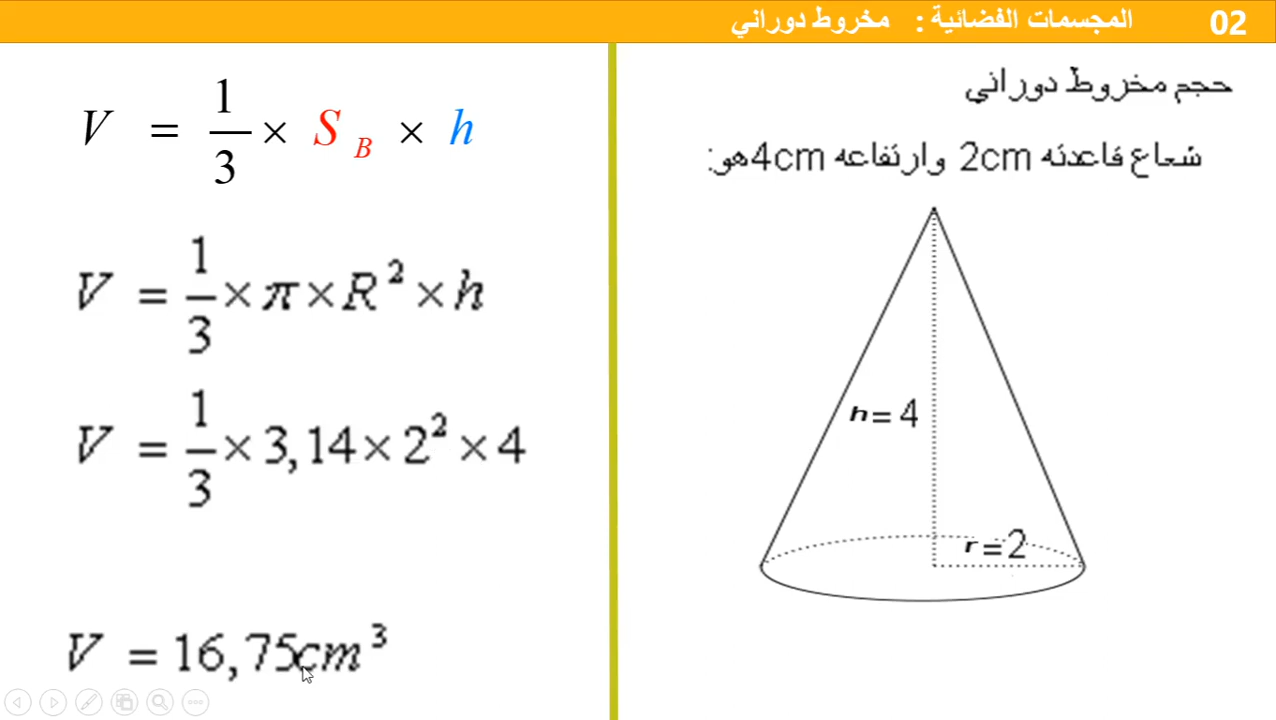 02 المجسمات الفضائية : مخروط دوراني
حجم مخروط دوراني
شعاع قاعدته 2cm وارتفاعه 4cm هو:
h = 4
r = 2
V = 1/3 × S_B × h
V = 1/3 × π × R² × h
V = 1/3 × 3,14 × 2² × 4
V = 16,75cm³